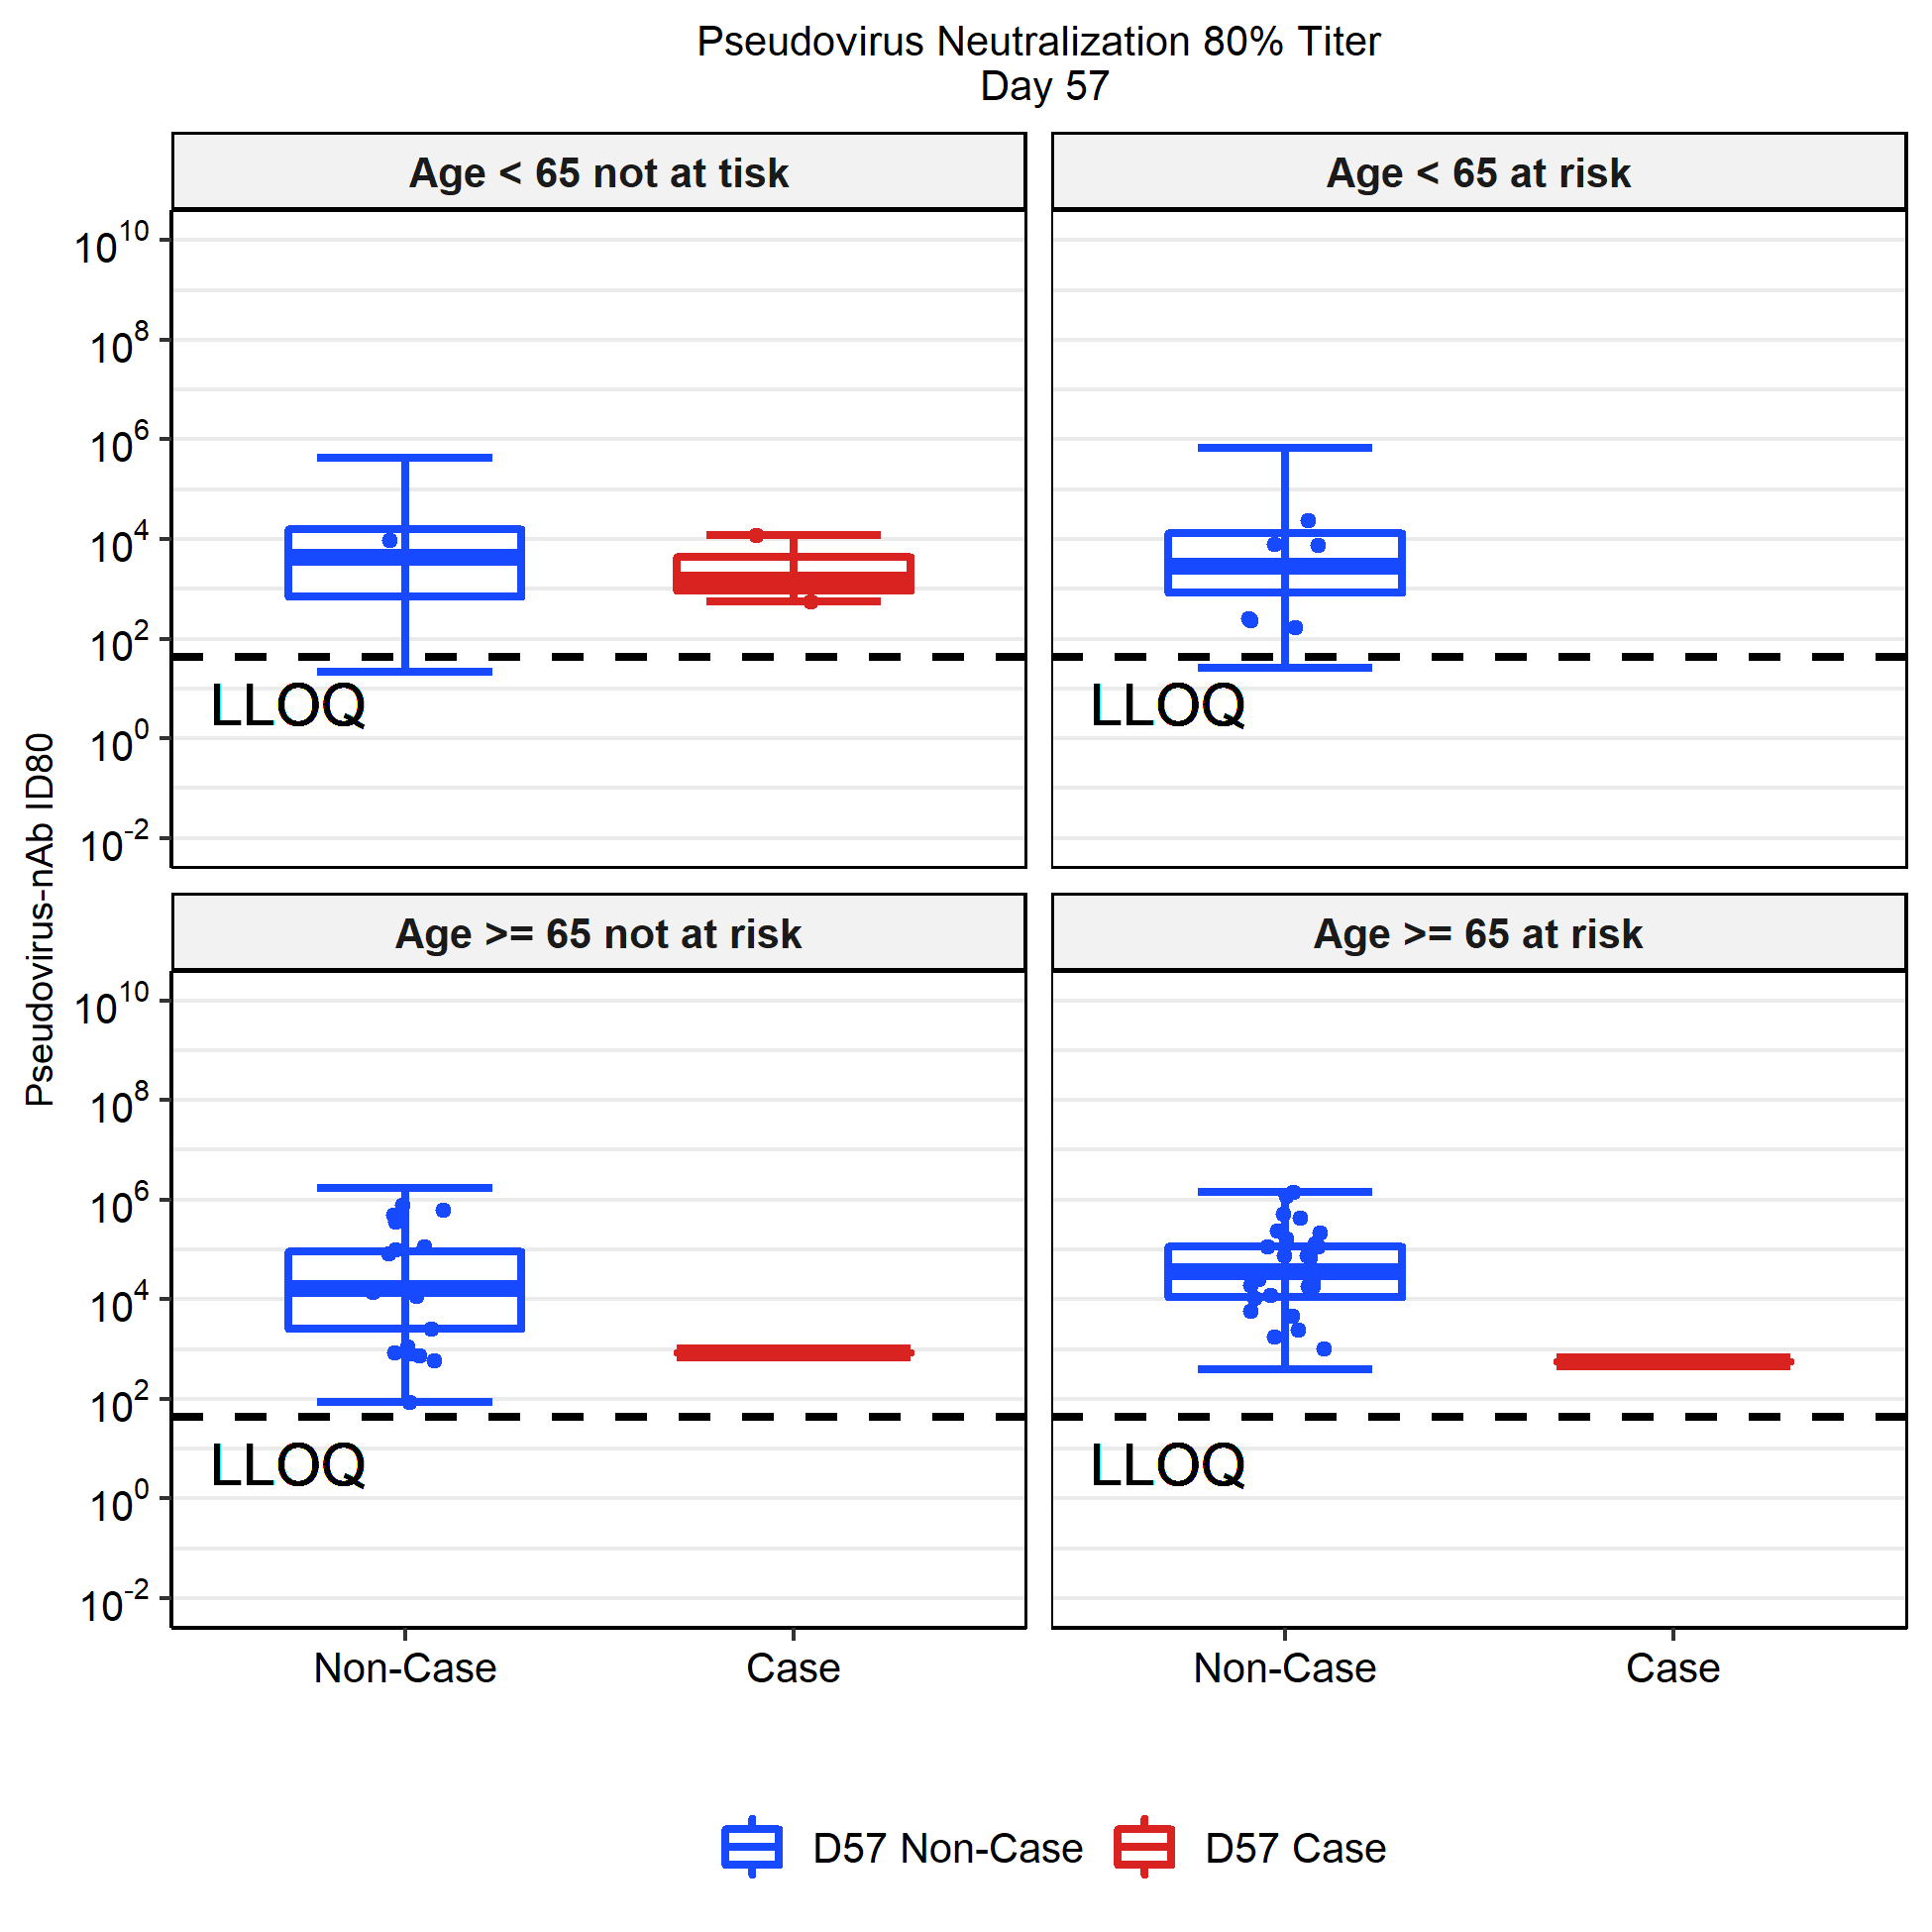 Pseudovirus Neutralization 80% Titer
Day 57
Age < 65 not at tisk
Age < 65 at risk
10^10
10^8
10^6
10^4
10^2
10^0
10^-2
LLOQ
LLOQ
Pseudovirus-nAb ID80
Age >= 65 not at risk
Age >= 65 at risk
10^10
10^8
10^6
10^4
10^2
10^0
10^-2
LLOQ
LLOQ
Non-Case
Case
Non-Case
Case
D57 Non-Case
D57 Case